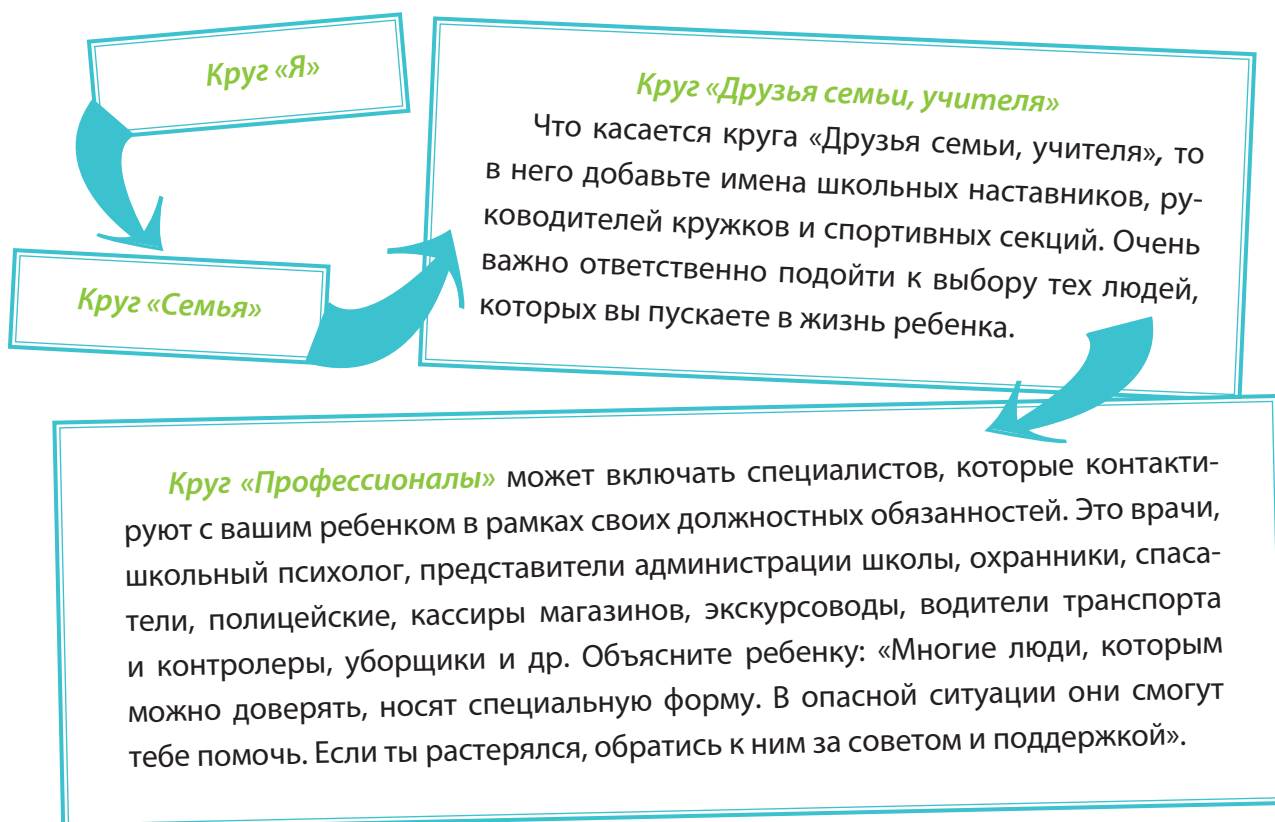 Круг «Я»
Круг «Семья»
Круг «Друзья семьи, учителя»
Что касается круга «Друзья семьи, учителя», то
в него добавьте имена школьных наставников, ру-
ководителей кружков и спортивных секций. Очень
важно ответственно подойти к выбору тех людей,
которых вы пускаете в жизнь ребенка.
Круг «Профессионалы» может включать специалистов, которые контакти-
руют с вашим ребенком в рамках своих должностных обязанностей. Это врачи,
школьный психолог, представители администрации школы, охранники, спаса-
тели, полицейские, кассиры магазинов, экскурсоводы, водители транспорта
и контролеры, уборщики и др. Объясните ребенку: «Многие люди, которым
можно доверять, носят специальную форму. В опасной ситуации они смогут
тебе помочь. Если ты растерялся, обратись к ним за советом и поддержкой».